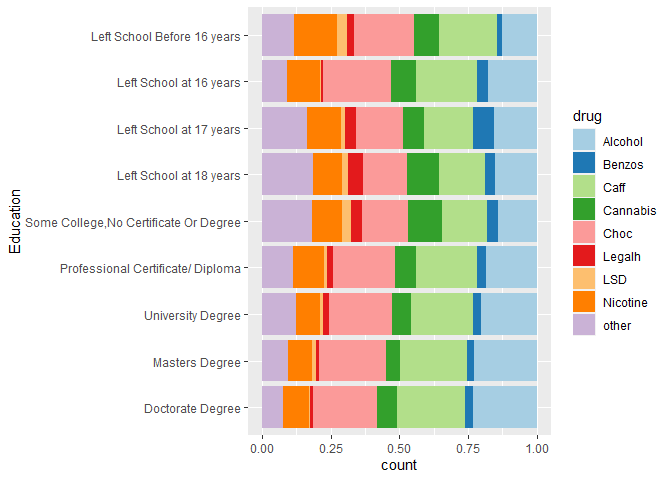 Education
Left School Before 16 years
Left School at 16 years
Left School at 17 years
Left School at 18 years
Some College,No Certificate Or Degree
Professional Certificate/ Diploma
University Degree
Masters Degree
Doctorate Degree
0.00 0.25 0.50 0.75 1.00
count
drug
Alcohol
Benzos
Caff
Cannabis
Choc
Legalh
LSD
Nicotine
other